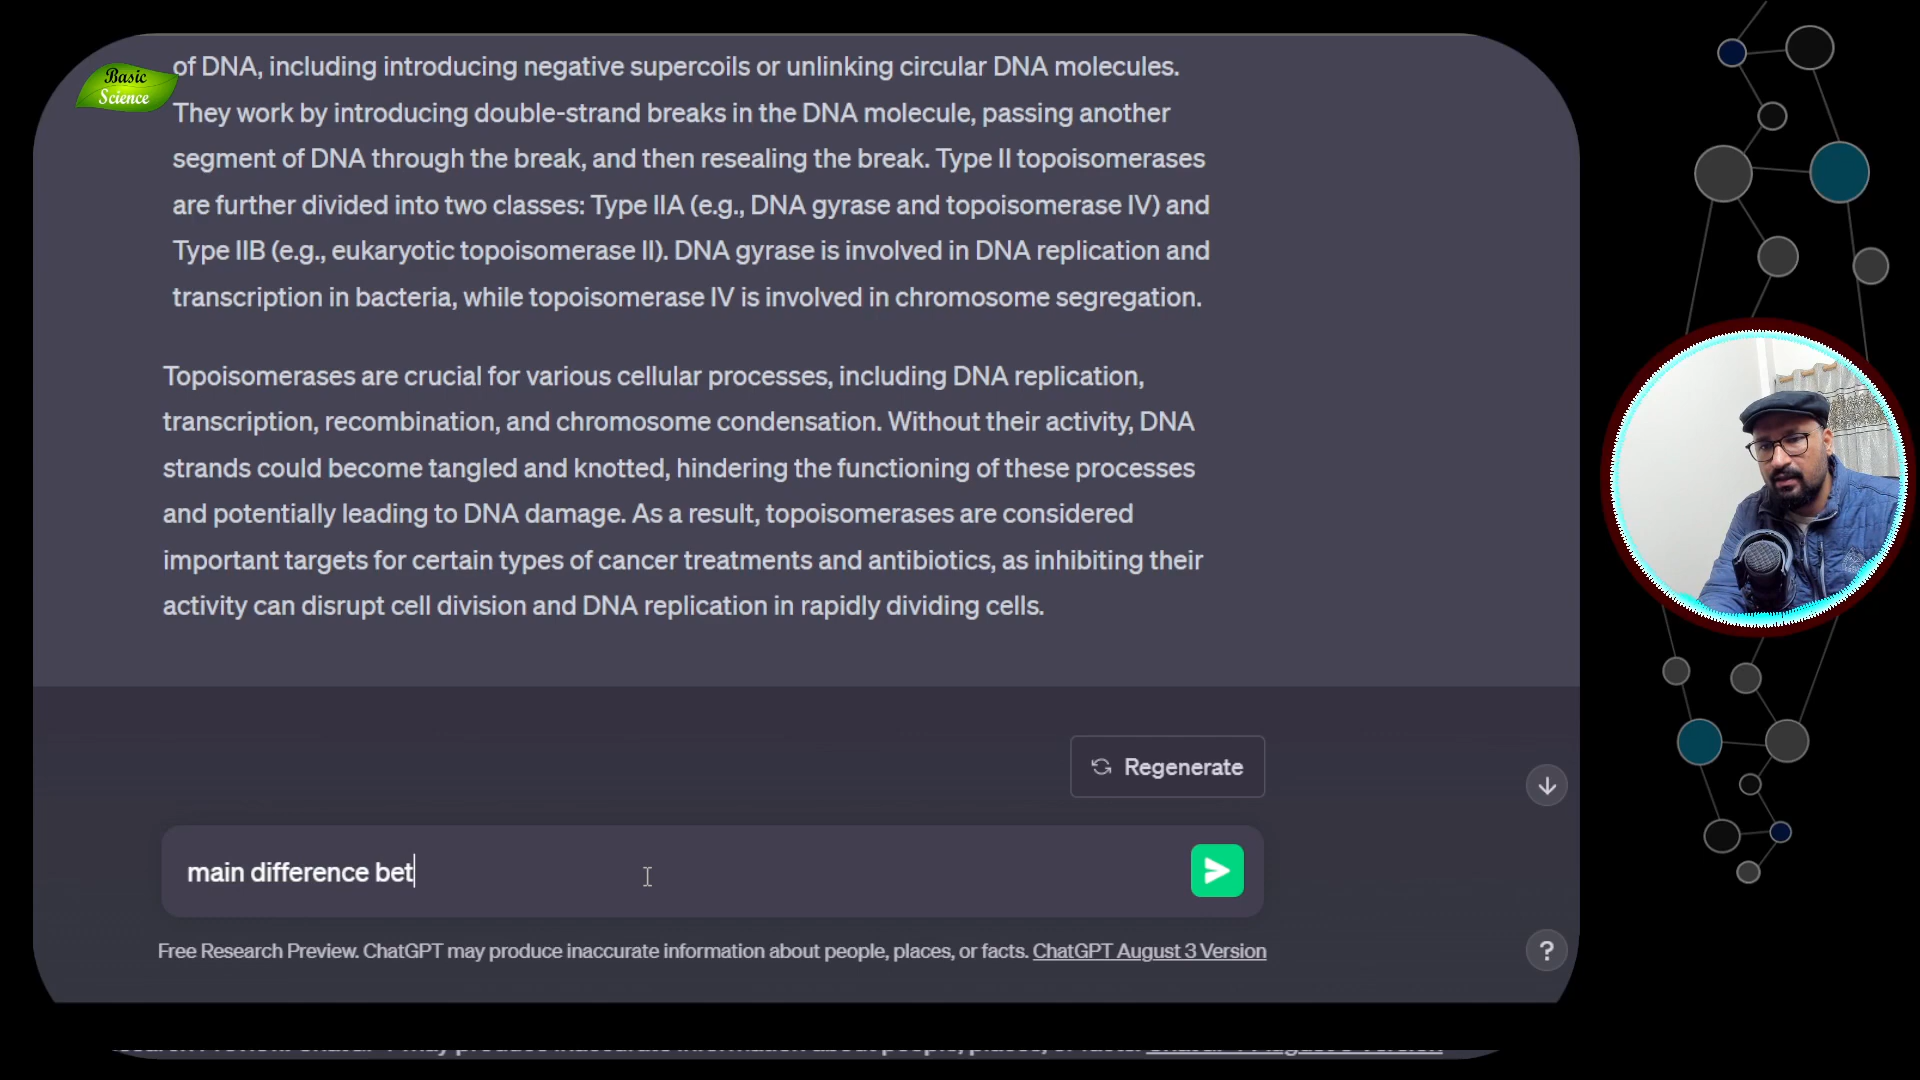 Basic
Science
of DNA, including introducing negative supercoils or unlinking circular DNA molecules.
They work by introducing double-strand breaks in the DNA molecule, passing another
segment of DNA through the break, and then resealing the break. Type II topoisomerases
are further divided into two classes: Type IIA (e.g., DNA gyrase and topoisomerase IV) and
Type IIB (e.g., eukaryotic topoisomerase II). DNA gyrase is involved in DNA replication and
transcription in bacteria, while topoisomerase IV is involved in chromosome segregation.
Topoisomerases are crucial for various cellular processes, including DNA replication,
transcription, recombination, and chromosome condensation. Without their activity, DNA
strands could become tangled and knotted, hindering the functioning of these processes
and potentially leading to DNA damage. As a result, topoisomerases are considered
important targets for certain types of cancer treatments and antibiotics, as inhibiting their
activity can disrupt cell division and DNA replication in rapidly dividing cells.
Regenerate
main difference bet
Free Research Preview. ChatGPT may produce inaccurate information about people, places, or facts. ChatGPT August 3 Version
?